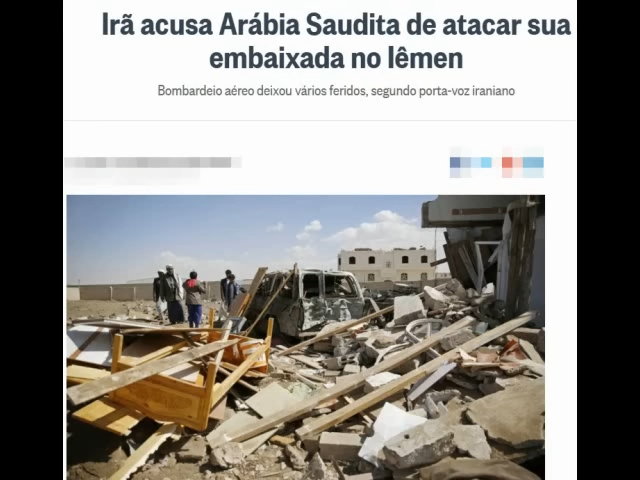 Irã acusa Arábia Saudita de atacar sua
embaixada no Iêmen
Bombardeio aéreo deixou vários feridos, segundo porta-voz iraniano